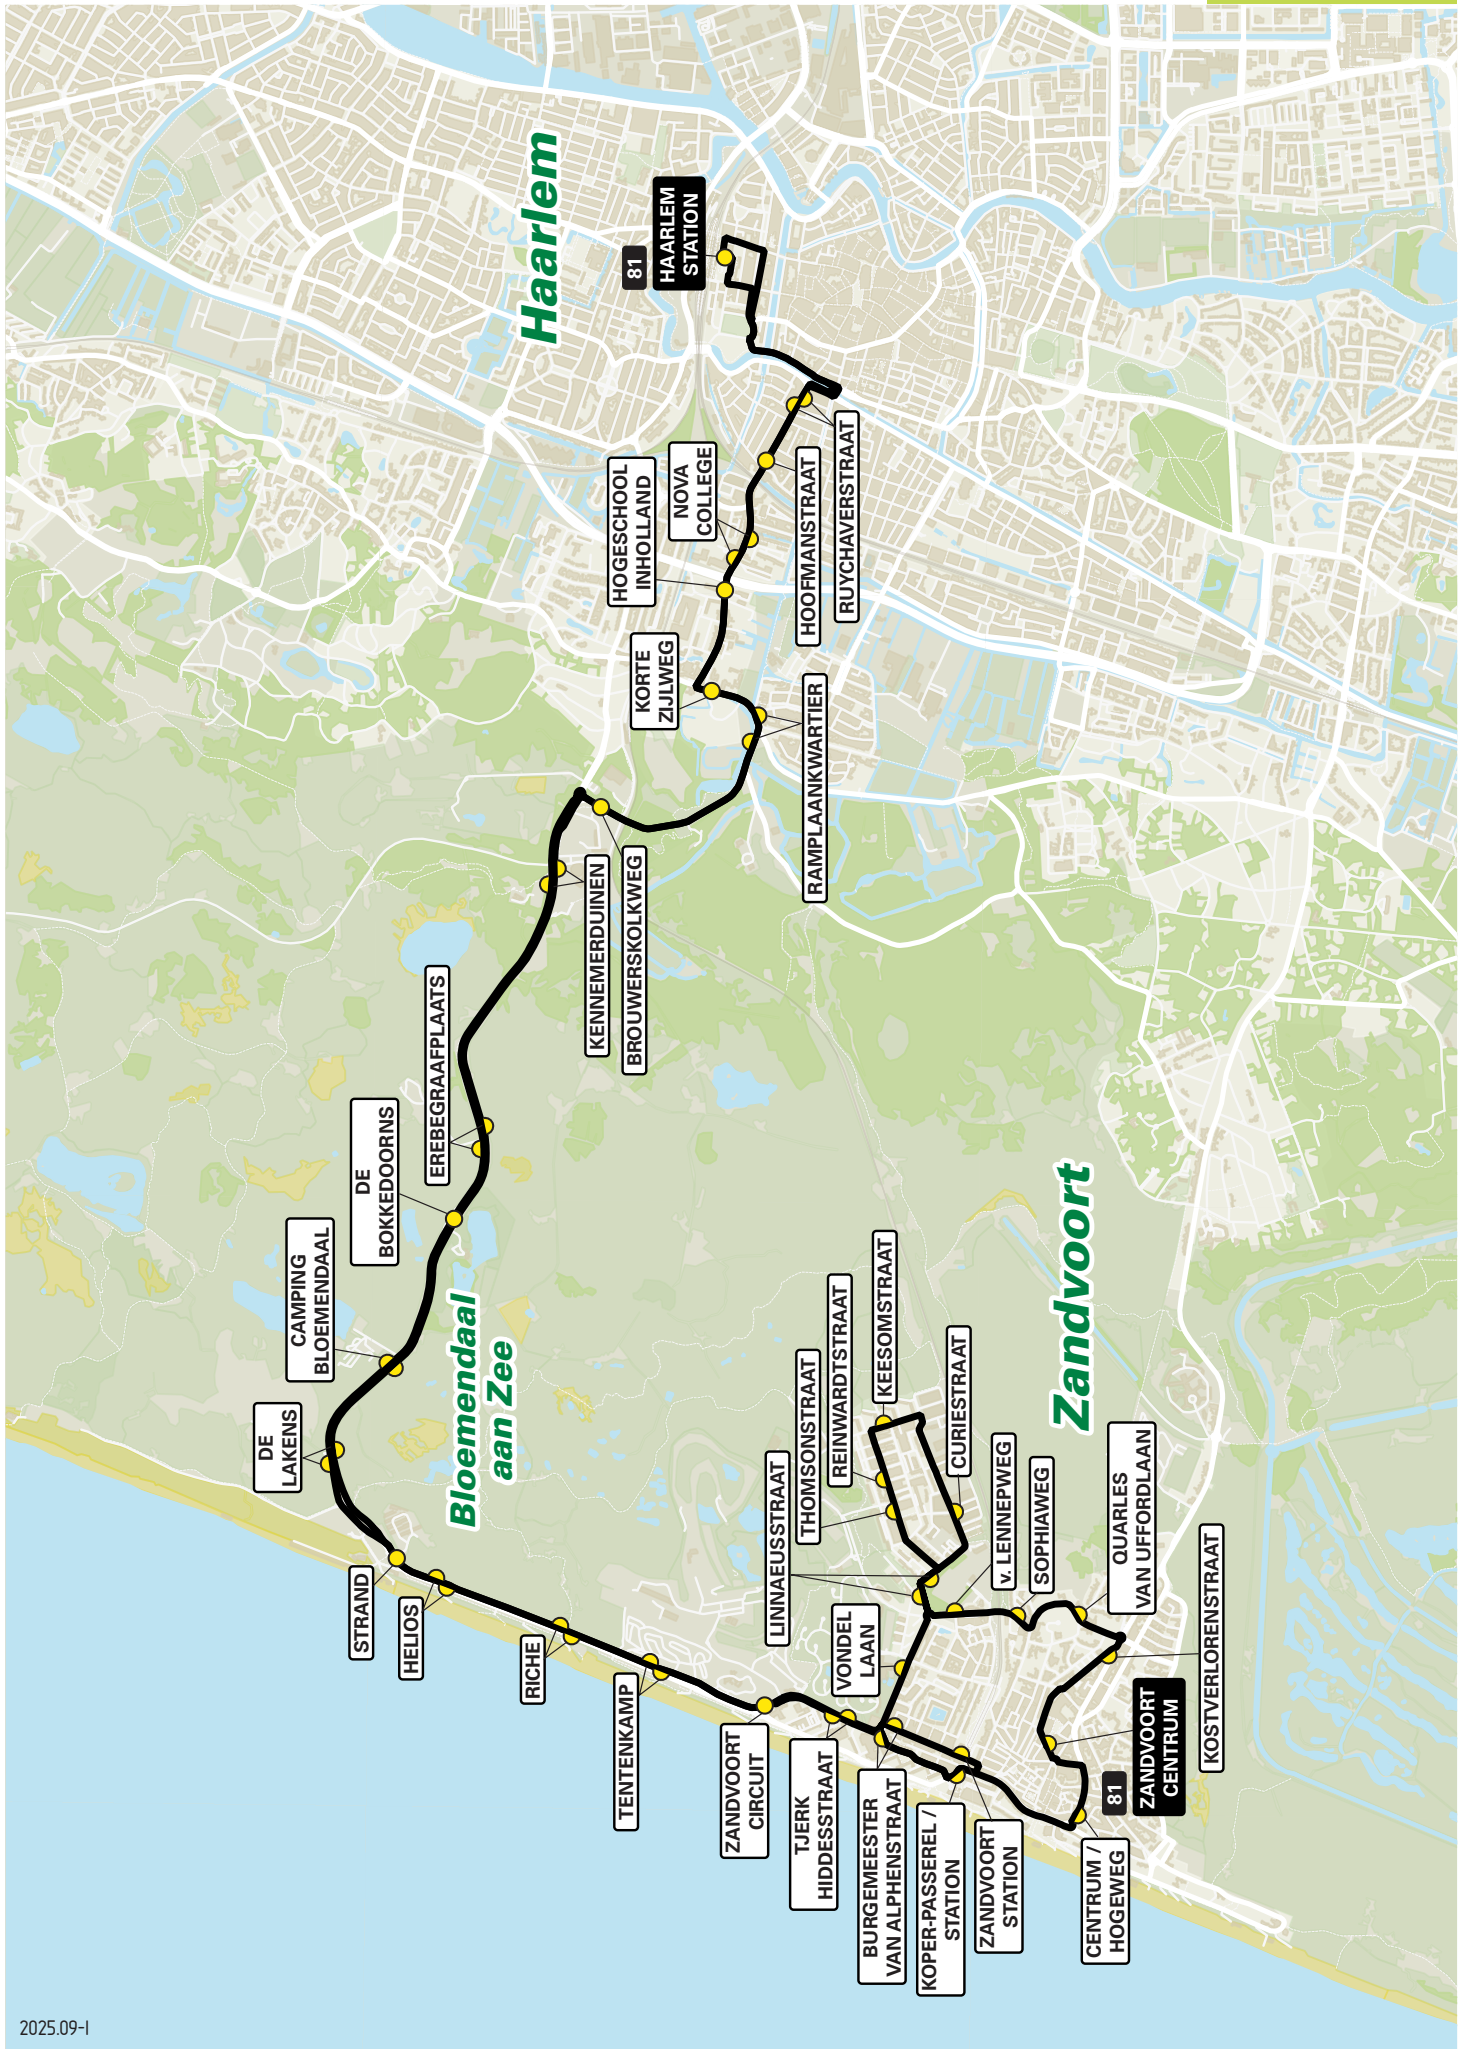 Haarlem
81
HAARLEM
STATION
RUYCHAVERSTRAAT
HOOFMANSTRAAT
NOVA
COLLEGE
HOGESCHOOL
INHOLLAND
KORTE
ZIJLWEG
RAMPLAANKWARTIER
BROUWERSKOLKWEG
KENNEMERDUINEN
EREBEGRAAFPLAATS
DE
BOKKEDOORNS
CAMPING
BLOEMENDAAL
DE
LAKENS
Bloemendaal
aan Zee
STRAND
HELIOS
RICHE
TENTENKAMP
ZANDVOORT
CIRCUIT
TJERK
HIDDESSTRAAT
BURGEMEESTER
VAN ALPHENSTRAAT
KOPER-PASSEREL /
STATION
ZANDVOORT
STATION
VONDEL
LAAN
LINNAEUSSTRAAT
THOMSONSTRAAT
REINWARDTSTRAAT
KEESOMSTRAAT
CURIESTRAAT
v. LENNEPWEG
SOPHIAWEG
QUARLES
VAN UFFORDLAAN
KOSTVERLORENSTRAAT
Zandvoort
81
ZANDVOORT
CENTRUM
CENTRUM /
HOGEWEG
2025.09-I